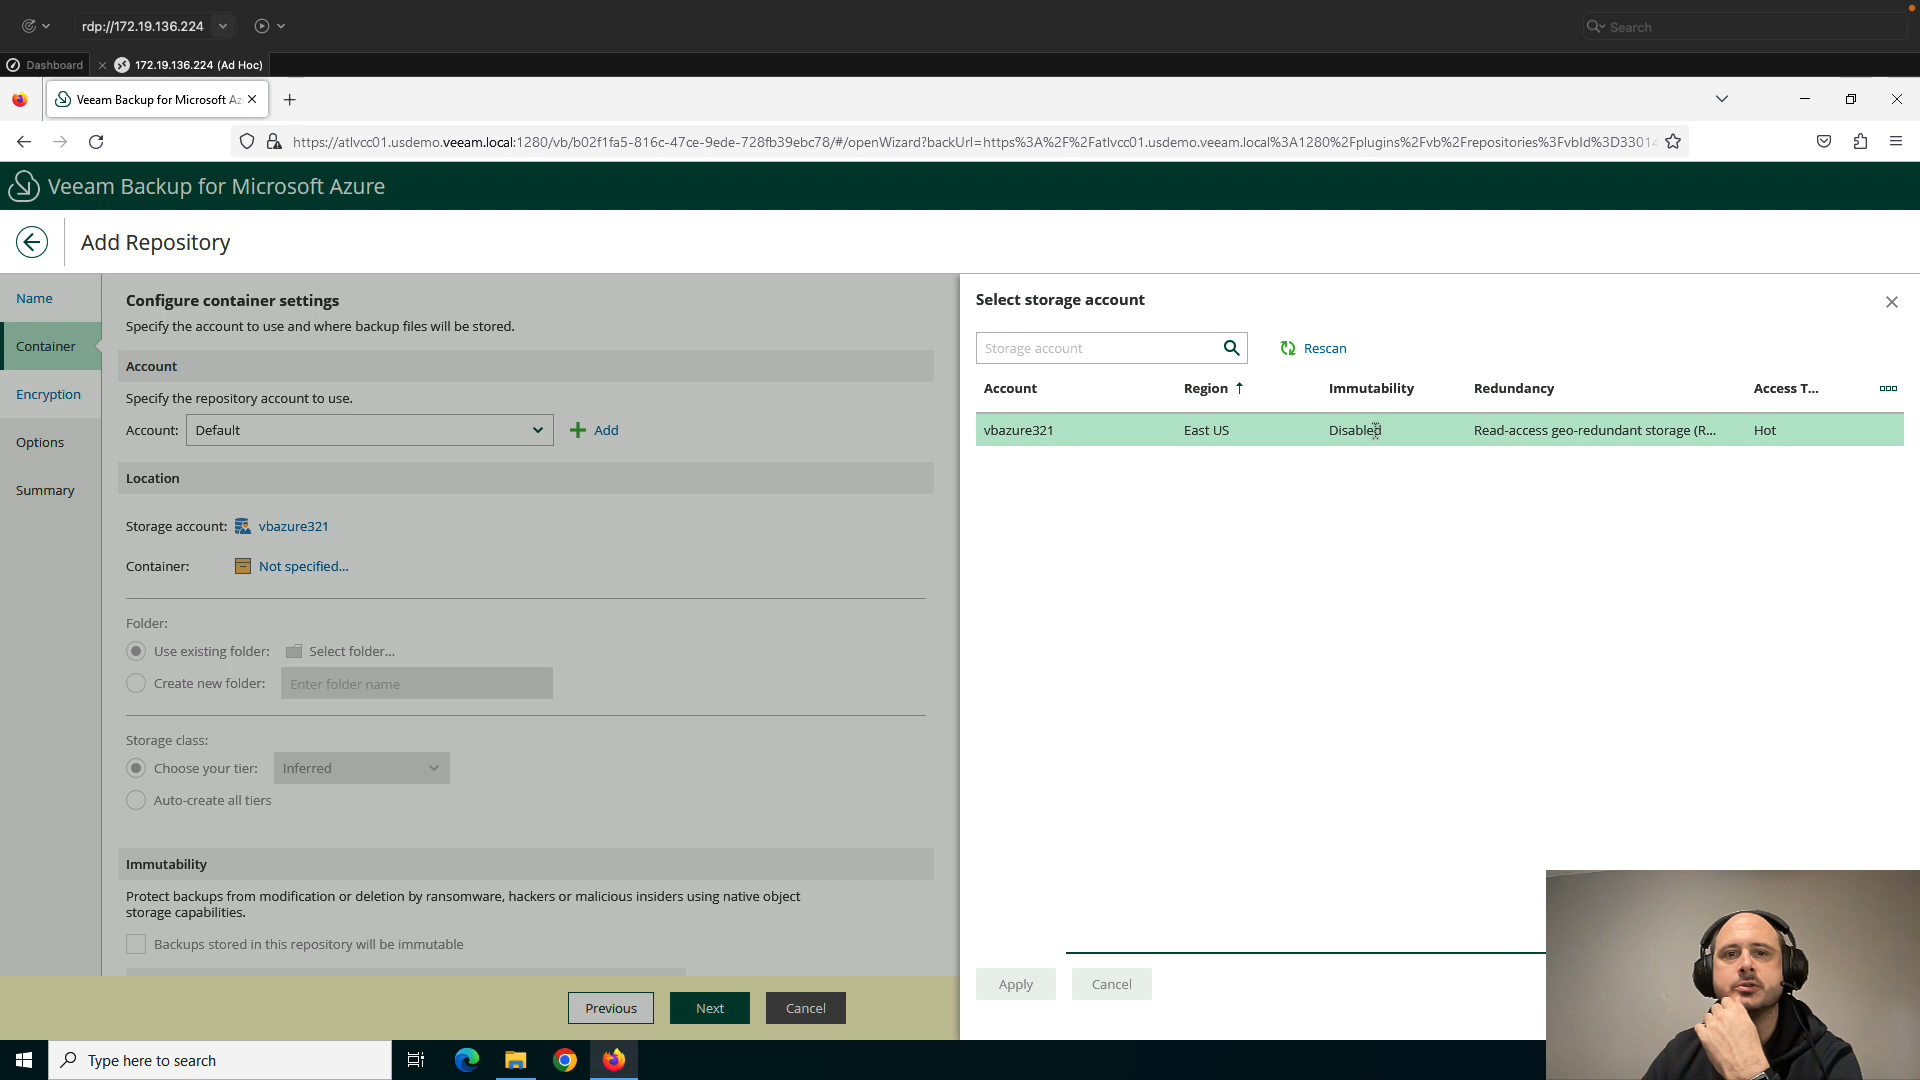 rdp://172.19.136.224
Search
Dashboard
172.19.136.224 (Ad Hoc)
Veeam Backup for Microsoft Az
https://atlvcc01.usdemo.veeam.local:1280/vb/b02f1fa5-816c-47ce-9ede-728fb39ebc78/#/openWizard?backUrl=https%3A%2F%2Fatlvcc01.usdemo.veeam.local%3A1280%2Fplugins%2Fvb%2Frepositories%3FvbId%3D3301
Veeam Backup for Microsoft Azure
Add Repository
Name
Container
Encryption
Options
Summary
Configure container settings
Specify the account to use and where backup files will be stored.
Account
Specify the repository account to use.
Account: Default
Add
Location
Storage account: vbazure321
Container: Not specified...
Folder:
Use existing folder: Select folder...
Create new folder: Enter folder name
Storage class:
Choose your tier: Inferred
Auto-create all tiers
Immutability
Protect backups from modification or deletion by ransomware, hackers or malicious insiders using native object
storage capabilities.
Backups stored in this repository will be immutable
Previous
Next
Cancel
Select storage account
Storage account
Rescan
Account Region Immutability Redundancy Access T...
vbazure321 East US Disabled Read-access geo-redundant storage (R... Hot
Apply
Cancel
Type here to search